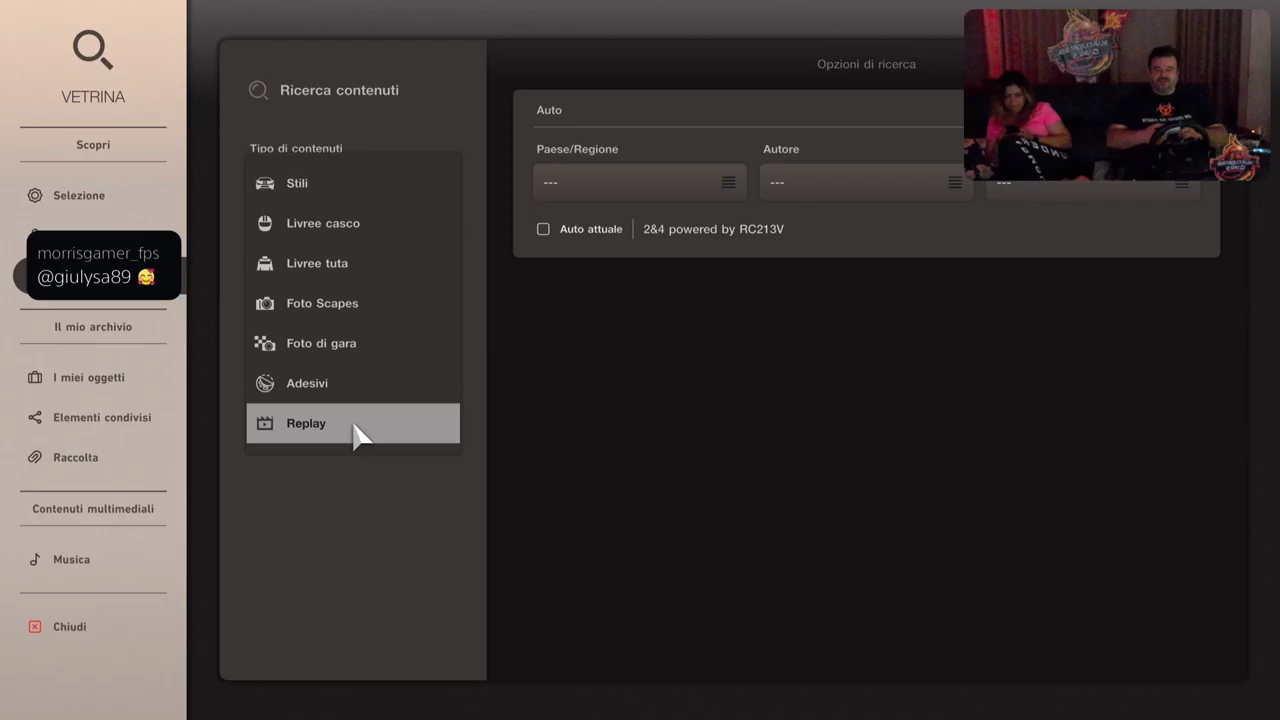 VETRINA
Scopri
Selezione
morrisgamer_fps
@giulysa89 🥰
Il mio archivio
I miei oggetti
Elementi condivisi
Raccolta
Contenuti multimediali
Musica
Chiudi
Ricerca contenuti
Tipo di contenuti
Stili
Livree casco
Livree tuta
Foto Scapes
Foto di gara
Adesivi
Replay
Opzioni di ricerca
Auto
Paese/Regione
Autore
---
---
---
Auto attuale
2&4 powered by RC213V